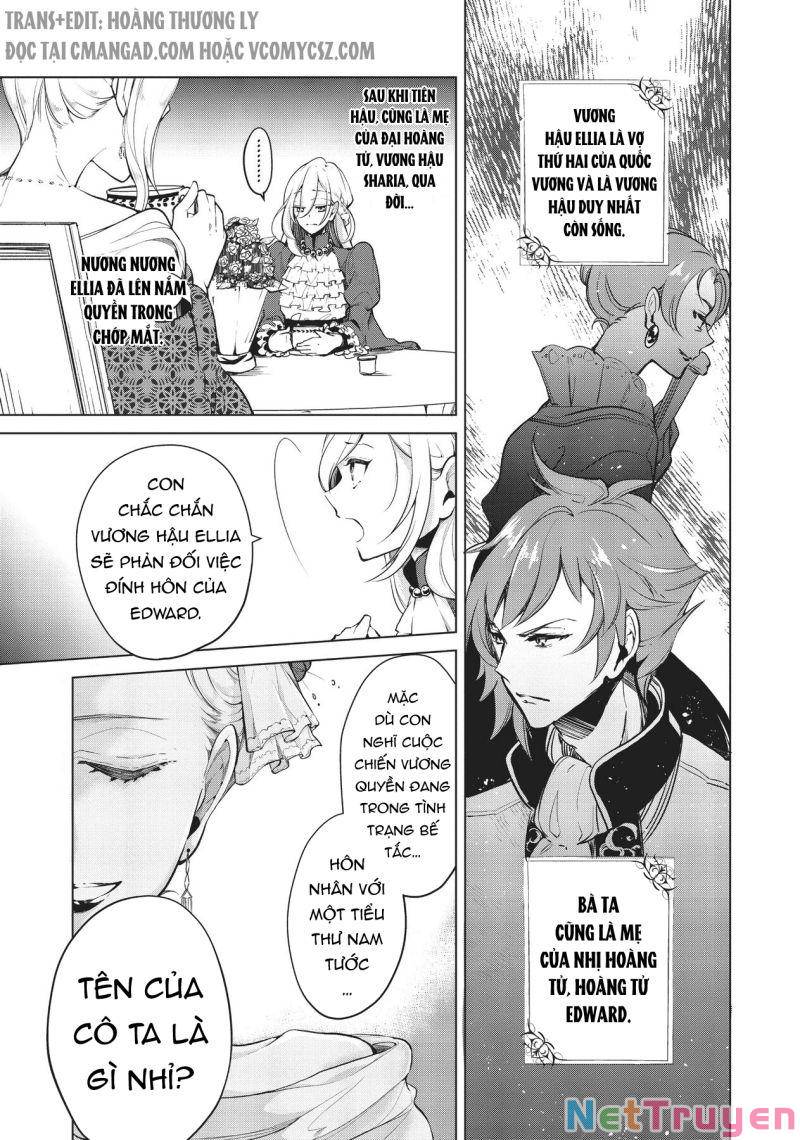 TRANS+EDIT: HOÀNG THƯƠNG LY
ĐỌC TẠI CMANGAD.COM HOẶC VCOMYCSZ.COM
VƯƠNG
HẬU ELLIA LÀ VỢ
THỨ HAI CỦA QUỐC
VƯƠNG VÀ LÀ VƯƠNG
HẬU DUY NHẤT
CÒN SỐNG.
BÀ TA
CŨNG LÀ MẸ
CỦA NHỊ HOÀNG
TỬ, HOÀNG TỬ
EDWARD.
SAU KHI TIÊN
HẬU, CŨNG LÀ MẸ
CỦA ĐẠI HOÀNG
TỬ, VƯƠNG HẬU
SHARIA, QUA
ĐỜI...
NƯƠNG NƯƠNG
ELLIA ĐÃ LÊN NẮM
QUYỀN TRONG
CHỚP MẮT.
CON
CHẮC CHẮN
VƯƠNG HẬU ELLIA
SẼ PHẢN ĐỐI VIỆC
ĐÍNH HÔN CỦA
EDWARD.
MẶC
DÙ CON
NGHĨ CUỘC
CHIẾN VƯƠNG
QUYỀN ĐANG
TRONG TÌNH
TRẠNG BẾ
TẮC...
HÔN
NHÂN VỚI
MỘT TIỂU
THƯ NAM
TƯỚC
...
TÊN CỦA
CÔ TA LÀ
GÌ NHỈ?
NetTruyen